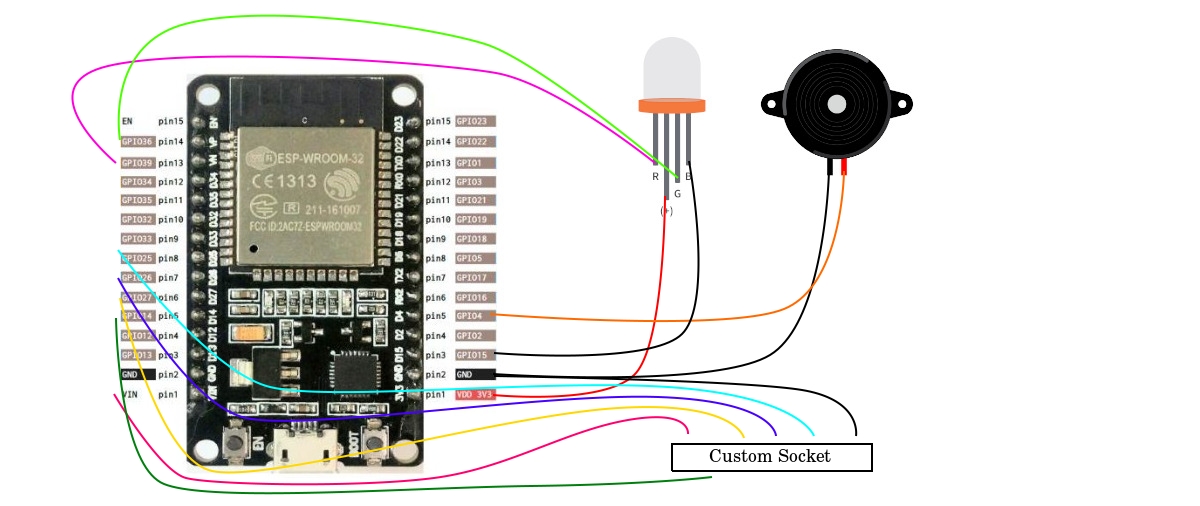 EN pin15 EN
GPIO36 pin14 VP
GPIO39 pin13 VN
GPIO34 pin12 D34
GPIO35 pin11 D35
GPIO32 pin10 D32
GPIO33 pin9 D33
GPIO25 pin8 D25
GPIO26 pin7 D26
GPIO27 pin6 D27
GPIO14 pin5 D14
GPIO12 pin4 D12
GPIO13 pin3 D13
GND pin2 GND
VIN pin1 VIN
C
ESP-WROOM-32
CE1313
R 211-161007
FCC ID:2AC7Z-ESPWROOM32
EN
BOOT
D23 pin15 GPIO23
D22 pin14 GPIO22
TX0 pin13 GPIO1
RX0 pin12 GPIO3
D21 pin11 GPIO21
D19 pin10 GPIO19
D18 pin9 GPIO18
D5 pin8 GPIO5
TX2 pin7 GPIO17
RX2 pin6 GPIO16
D4 pin5 GPIO4
D2 pin4 GPIO2
D15 pin3 GPIO15
GND pin2 GND
3V3 pin1 VDD 3V3
R
B
G
(+)
Custom Socket